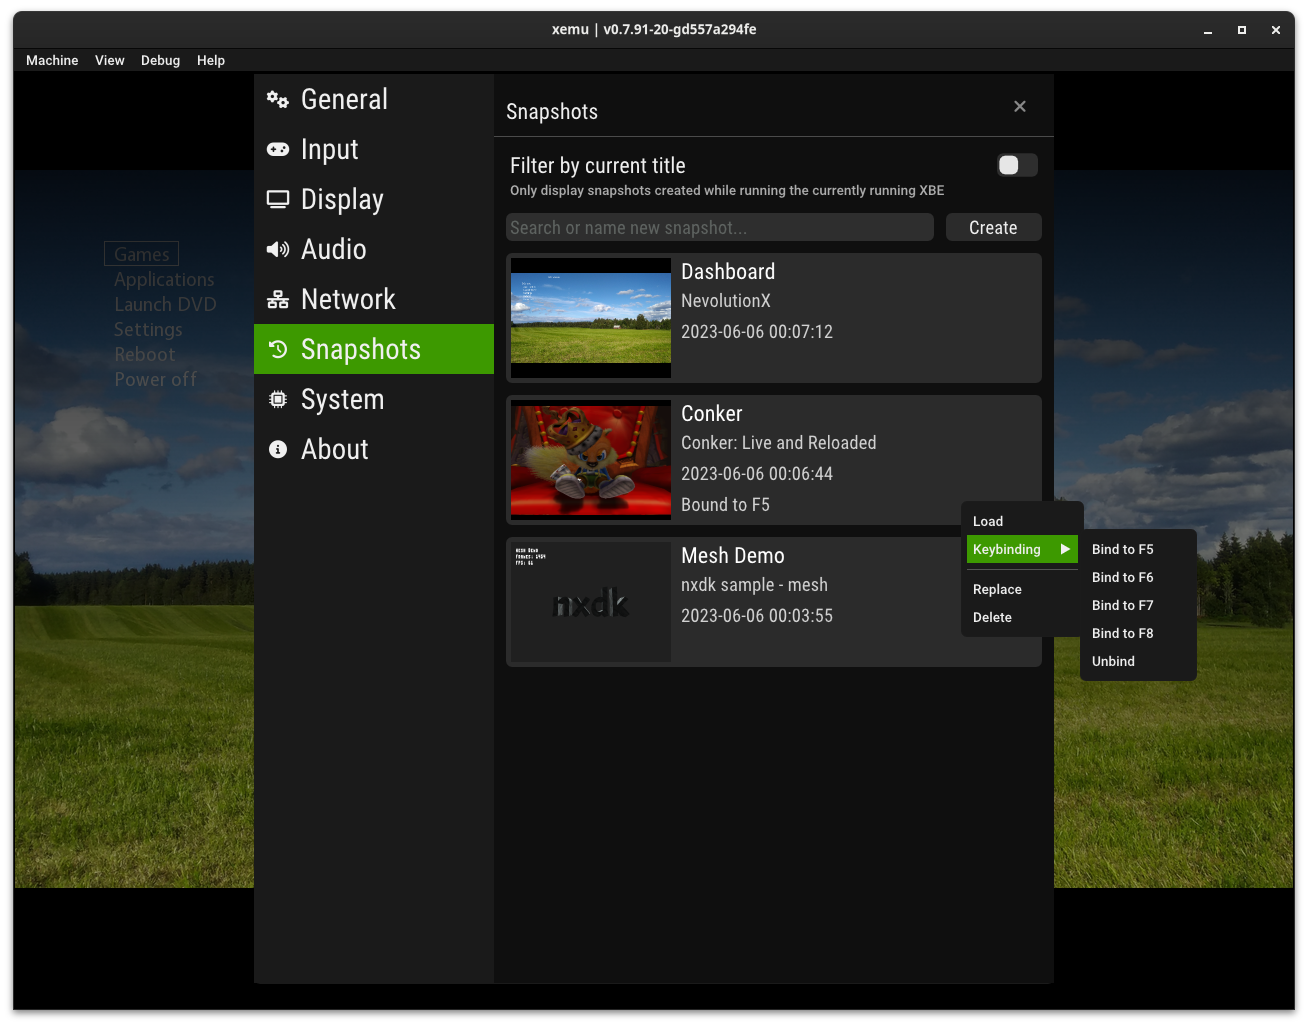 xemu | v0.7.91-20-gd557a294fe
Machine View Debug Help
Games
Applications
Launch DVD
Settings
Reboot
Power off
General
Input
Display
Audio
Network
Snapshots
System
About
Snapshots
Filter by current title
Only display snapshots created while running the currently running XBE
Search or name new snapshot...
Create
Dashboard
NevolutionX
2023-06-06 00:07:12
Conker
Conker: Live and Reloaded
2023-06-06 00:06:44
Bound to F5
nxdk
Mesh Demo
nxdk sample - mesh
2023-06-06 00:03:55
Load
Keybinding
Replace
Delete
Bind to F5
Bind to F6
Bind to F7
Bind to F8
Unbind